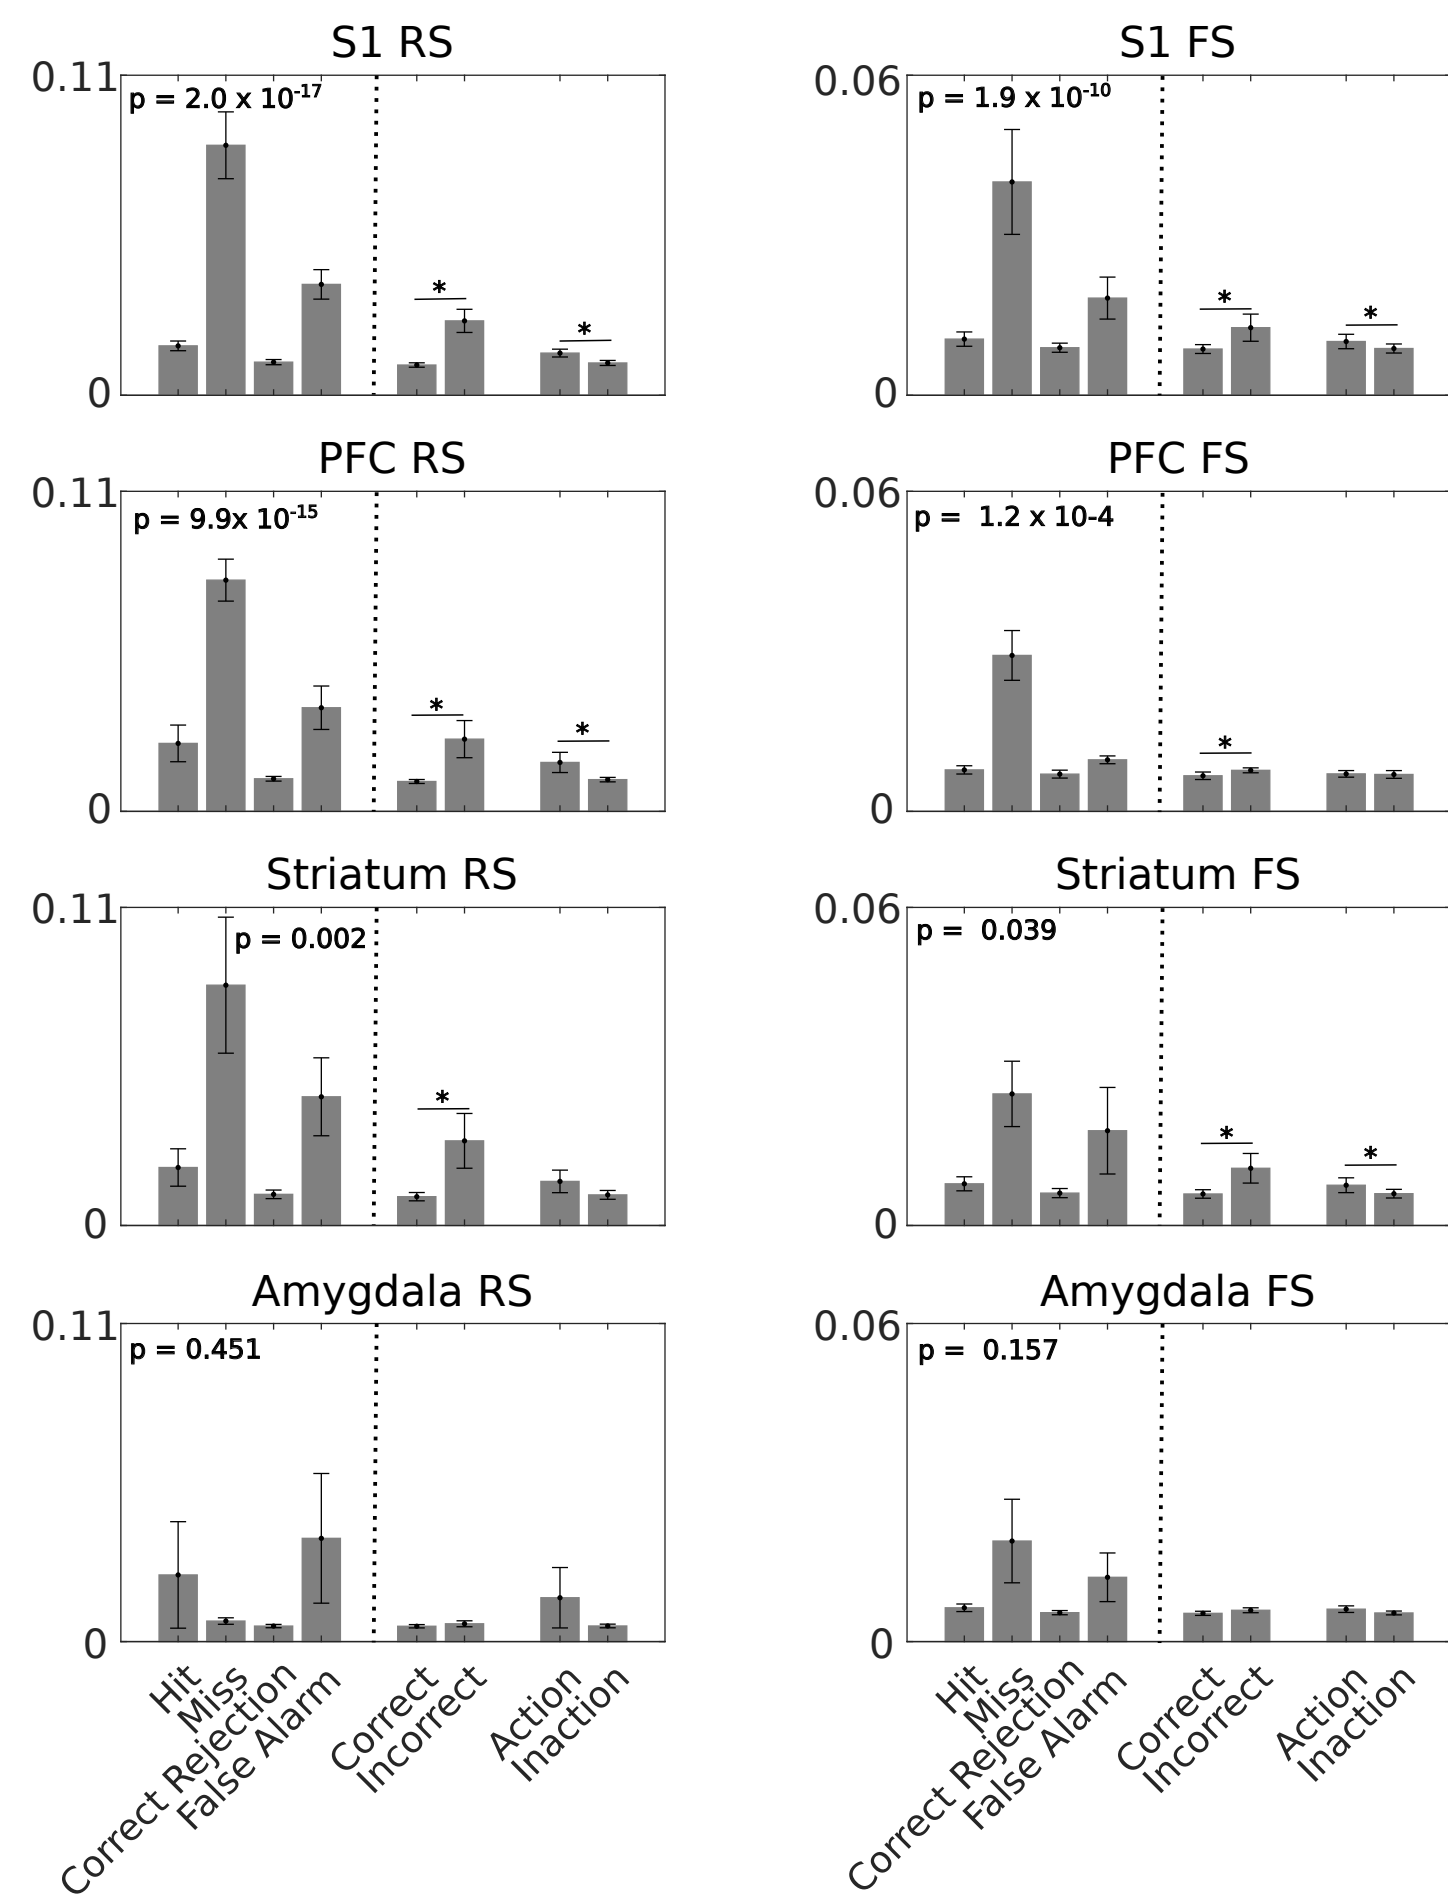 S1 RS
0.11
p = 2.0 x 10-17
*
*
0
S1 FS
0.06
p = 1.9 x 10-10
*
*
0
PFC RS
0.11
p = 9.9x 10-15
*
*
0
PFC FS
0.06
p =  1.2 x 10-4
*
0
Striatum RS
0.11
p = 0.002
*
0
Striatum FS
0.06
p =  0.039
*
*
0
Amygdala RS
0.11
p = 0.451
0
Amygdala FS
0.06
p =  0.157
0
Hit
Miss
Correct Rejection
False Alarm
Correct
Incorrect
Action
Inaction
Hit
Miss
Correct Rejection
False Alarm
Correct
Incorrect
Action
Inaction